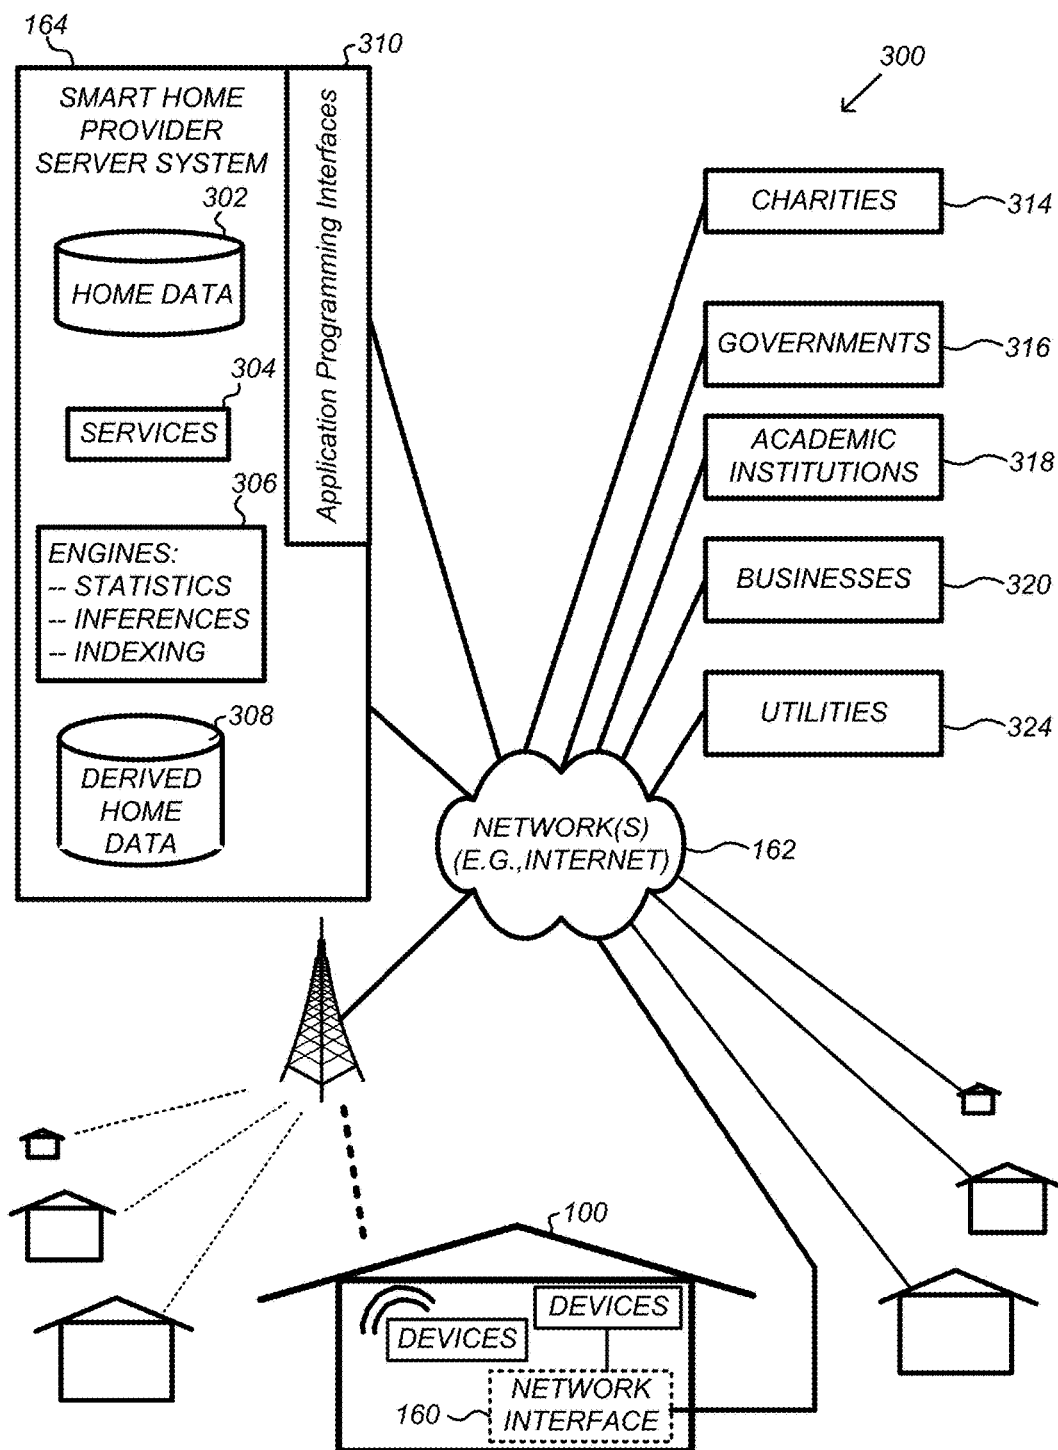 164
310
300
SMART HOME
PROVIDER
SERVER SYSTEM
Application Programming Interfaces
302
HOME DATA
304
SERVICES
306
ENGINES:
-- STATISTICS
-- INFERENCES
-- INDEXING
308
DERIVED
HOME
DATA
CHARITIES
314
GOVERNMENTS
316
ACADEMIC
INSTITUTIONS
318
BUSINESSES
320
UTILITIES
324
NETWORK(S)
(E.G.,INTERNET)
162
100
DEVICES
DEVICES
160
NETWORK
INTERFACE